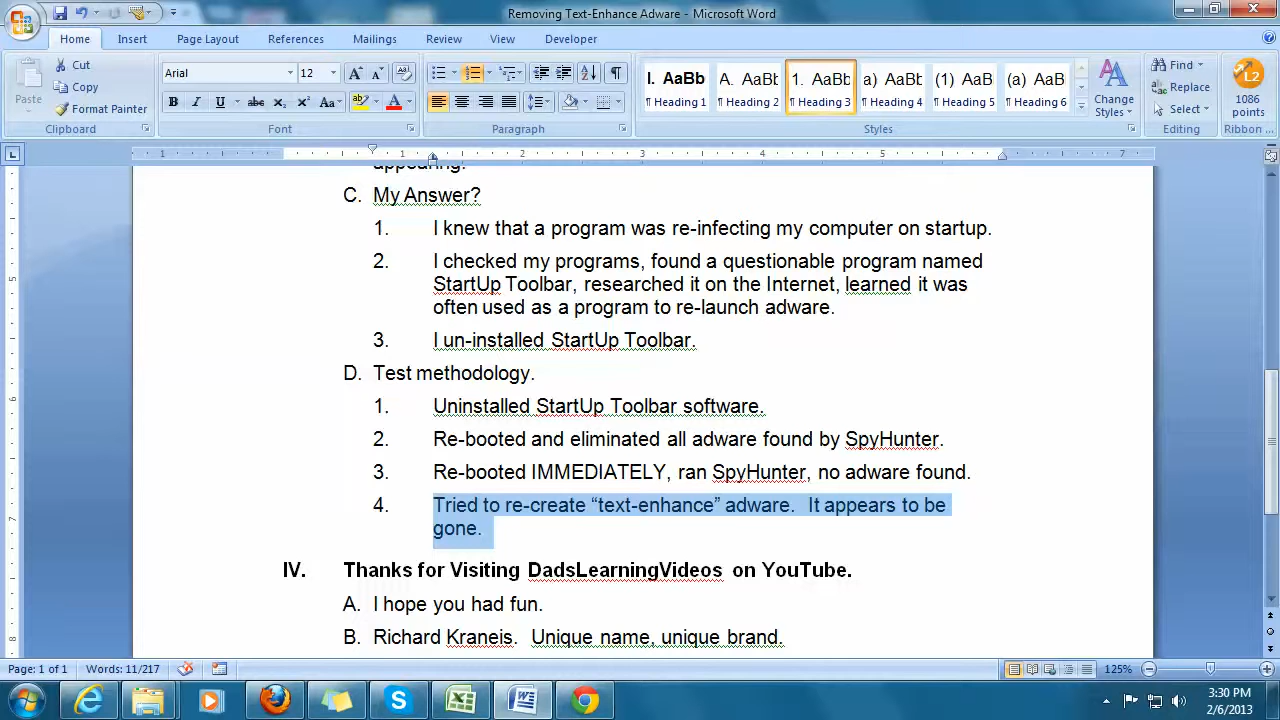 Removing Text-Enhance Adware - Microsoft Word
Home Insert Page Layout References Mailings Review View Developer
Paste
Cut
Copy
Format Painter
Clipboard
Arial 12
Font
Paragraph
I. AaBb A. AaBb 1. AaBb a) AaBb (1) AaB (a) AaB
¶ Heading 1 ¶ Heading 2 ¶ Heading 3 ¶ Heading 4 ¶ Heading 5 ¶ Heading 6
Change
Styles
Styles
Find
Replace
Select
Editing
L2
1086
points
Ribbon ...
C. My Answer?
1. I knew that a program was re-infecting my computer on startup.
2. I checked my programs, found a questionable program named
StartUp Toolbar, researched it on the Internet, learned it was
often used as a program to re-launch adware.
3. I un-installed StartUp Toolbar.
D. Test methodology.
1. Uninstalled StartUp Toolbar software.
2. Re-booted and eliminated all adware found by SpyHunter.
3. Re-booted IMMEDIATELY, ran SpyHunter, no adware found.
4. Tried to re-create “text-enhance” adware. It appears to be
gone.
IV. Thanks for Visiting DadsLearningVideos on YouTube.
A. I hope you had fun.
B. Richard Kraneis. Unique name, unique brand.
Page: 1 of 1 Words: 11/217 125%
3:30 PM
2/6/2013